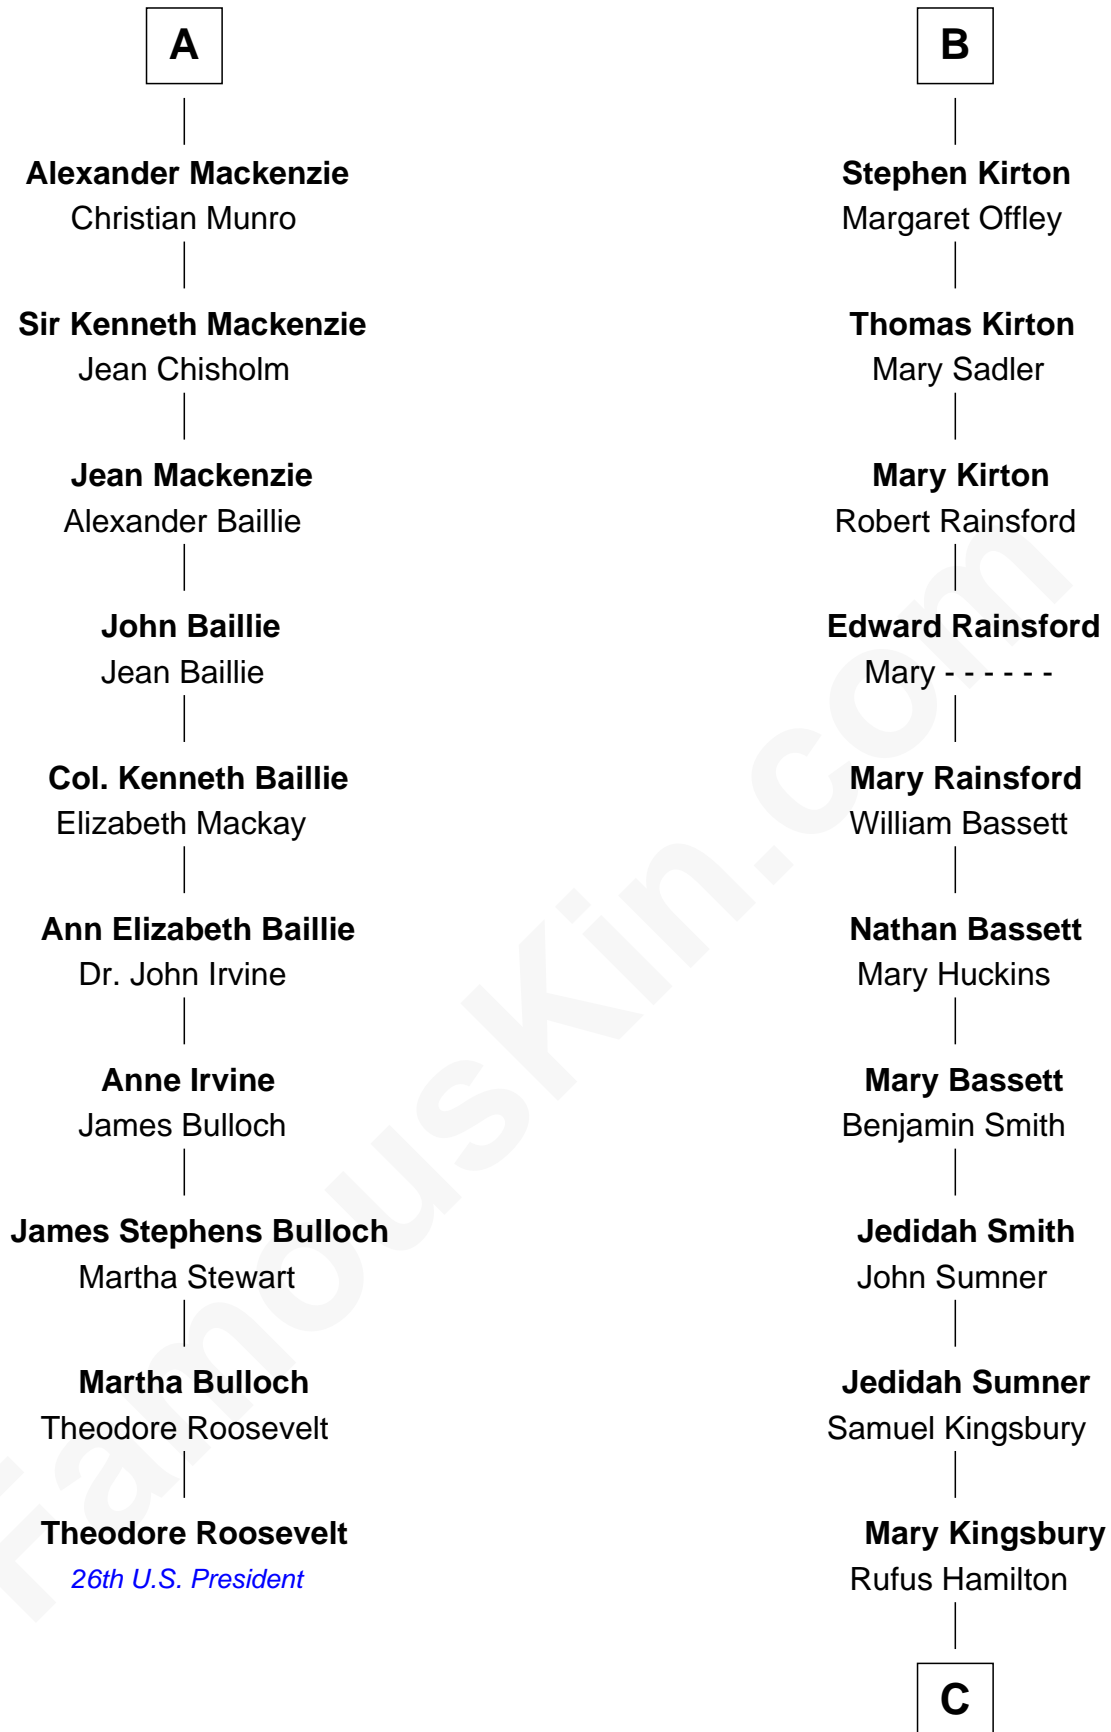 A
Alexander Mackenzie
Christian Munro
Sir Kenneth Mackenzie
Jean Chisholm
Jean Mackenzie
Alexander Baillie
John Baillie
Jean Baillie
Col. Kenneth Baillie
Elizabeth Mackay
Ann Elizabeth Baillie
Dr. John Irvine
Anne Irvine
James Bulloch
James Stephens Bulloch
Martha Stewart
Martha Bulloch
Theodore Roosevelt
Theodore Roosevelt
26th U.S. President
B
Stephen Kirton
Margaret Offley
Thomas Kirton
Mary Sadler
Mary Kirton
Robert Rainsford
Edward Rainsford
Mary - - - - - -
Mary Rainsford
William Bassett
Nathan Bassett
Mary Huckins
Mary Bassett
Benjamin Smith
Jedidah Smith
John Sumner
Jedidah Sumner
Samuel Kingsbury
Mary Kingsbury
Rufus Hamilton
C
FamousKin.com